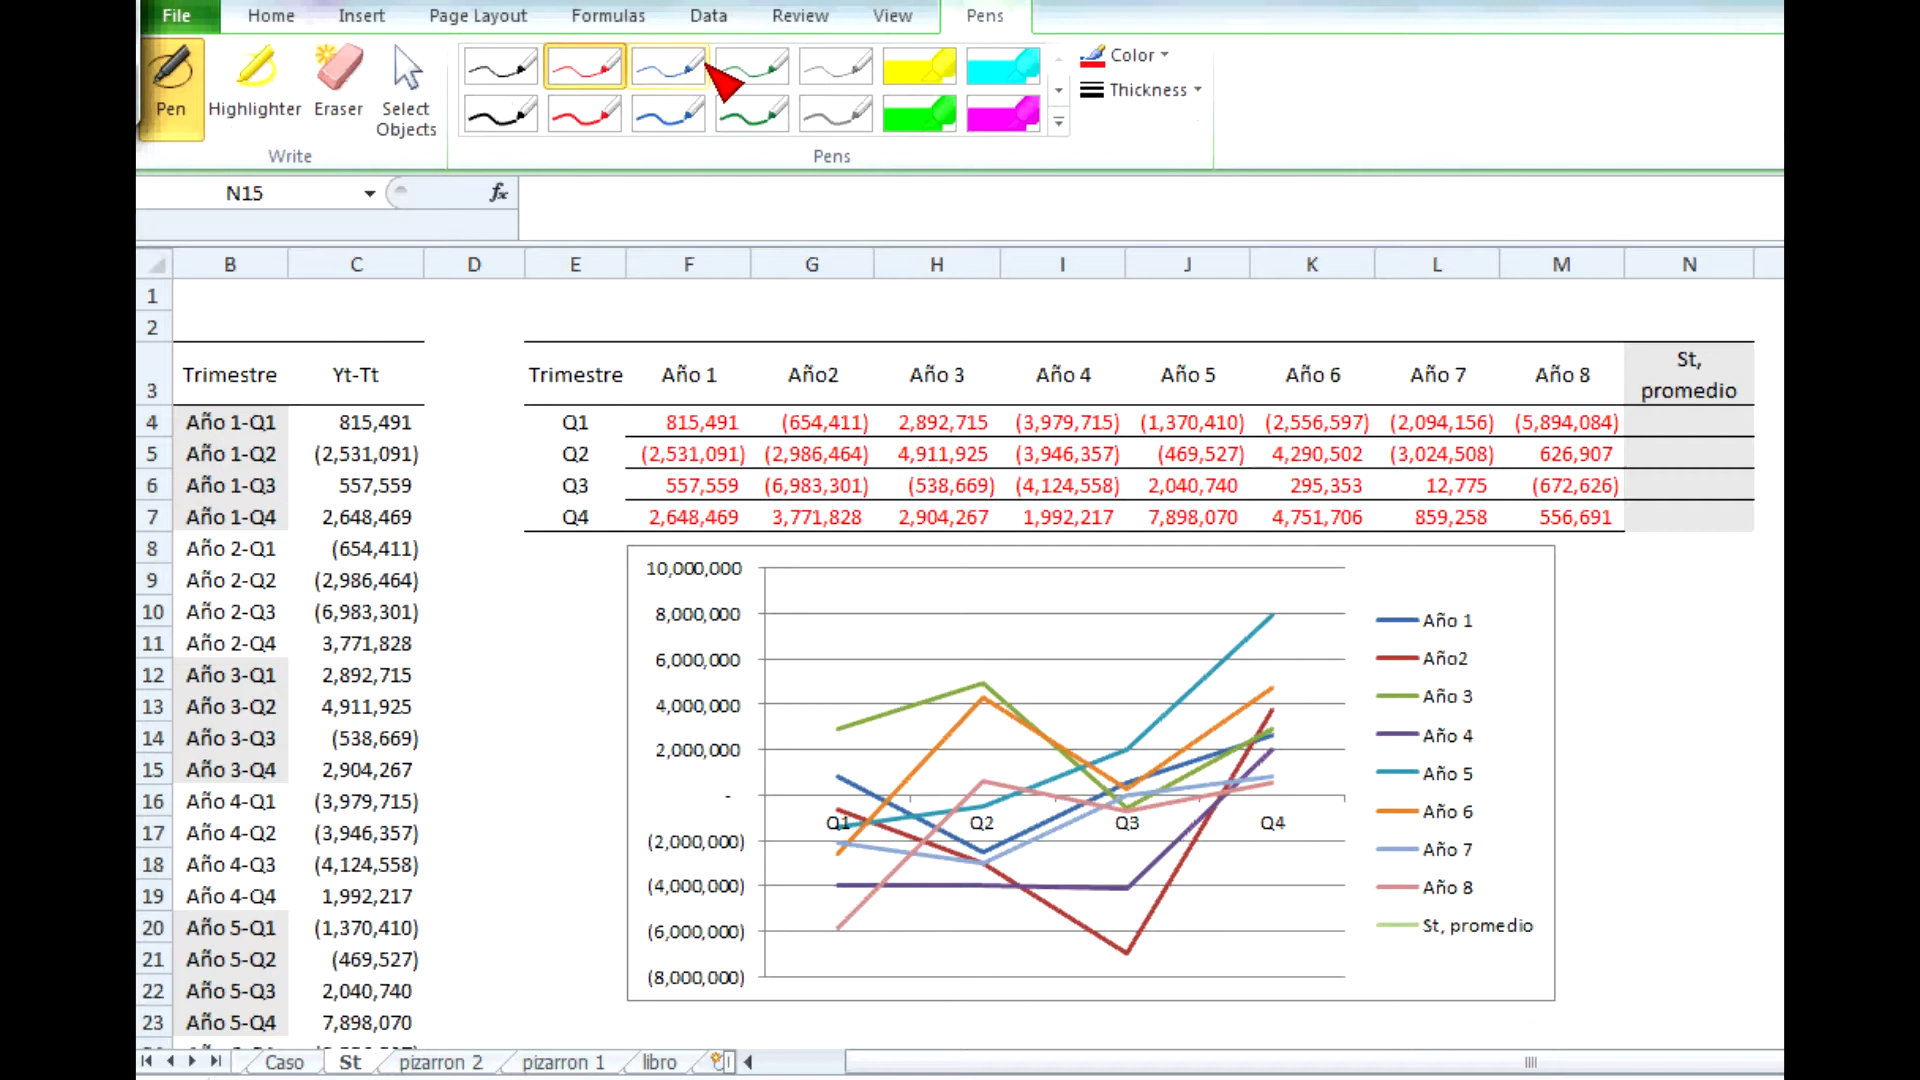 File Home Insert Page Layout Formulas Data Review View Pens
Pen Highlighter Eraser Select Objects
Color
Thickness
Write Pens
N15 fx
B C D E F G H I J K L M N
1
2
3 Trimestre Yt-Tt Trimestre Año 1 Año2 Año 3 Año 4 Año 5 Año 6 Año 7 Año 8 St, promedio
4 Año 1-Q1 815,491 Q1 815,491 (654,411) 2,892,715 (3,979,715) (1,370,410) (2,556,597) (2,094,156) (5,894,084)
5 Año 1-Q2 (2,531,091) Q2 (2,531,091) (2,986,464) 4,911,925 (3,946,357) (469,527) 4,290,502 (3,024,508) 626,907
6 Año 1-Q3 557,559 Q3 557,559 (6,983,301) (538,669) (4,124,558) 2,040,740 295,353 12,775 (672,626)
7 Año 1-Q4 2,648,469 Q4 2,648,469 3,771,828 2,904,267 1,992,217 7,898,070 4,751,706 859,258 556,691
8 Año 2-Q1 (654,411)
9 Año 2-Q2 (2,986,464)
10 Año 2-Q3 (6,983,301)
11 Año 2-Q4 3,771,828
12 Año 3-Q1 2,892,715
13 Año 3-Q2 4,911,925
14 Año 3-Q3 (538,669)
15 Año 3-Q4 2,904,267
16 Año 4-Q1 (3,979,715)
17 Año 4-Q2 (3,946,357)
18 Año 4-Q3 (4,124,558)
19 Año 4-Q4 1,992,217
20 Año 5-Q1 (1,370,410)
21 Año 5-Q2 (469,527)
22 Año 5-Q3 2,040,740
23 Año 5-Q4 7,898,070
10,000,000
8,000,000
6,000,000
4,000,000
2,000,000
-
(2,000,000)
(4,000,000)
(6,000,000)
(8,000,000)
Q1 Q2 Q3 Q4
Año 1
Año2
Año 3
Año 4
Año 5
Año 6
Año 7
Año 8
St, promedio
Caso St pizarron 2 pizarron 1 libro